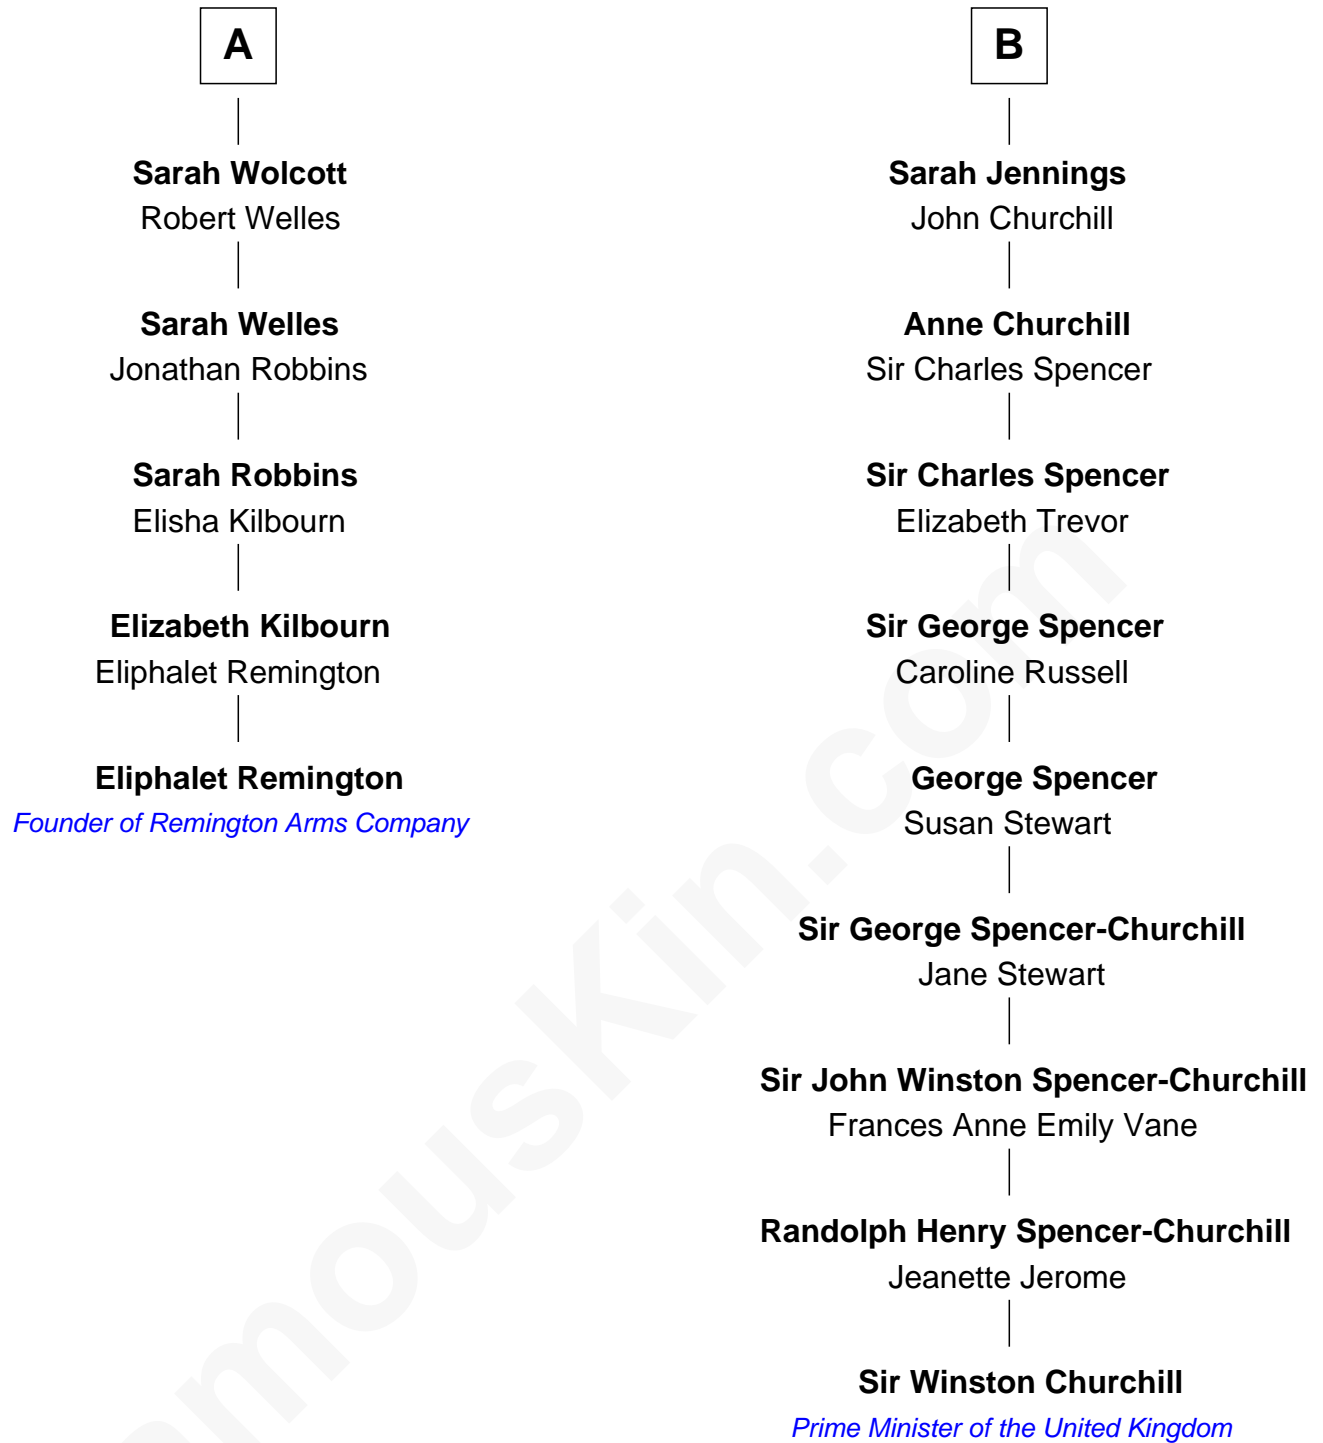 A
Sarah Wolcott
Robert Welles
Sarah Welles
Jonathan Robbins
Sarah Robbins
Elisha Kilbourn
Elizabeth Kilbourn
Eliphalet Remington
Eliphalet Remington
Founder of Remington Arms Company
B
Sarah Jennings
John Churchill
Anne Churchill
Sir Charles Spencer
Sir Charles Spencer
Elizabeth Trevor
Sir George Spencer
Caroline Russell
George Spencer
Susan Stewart
Sir George Spencer-Churchill
Jane Stewart
Sir John Winston Spencer-Churchill
Frances Anne Emily Vane
Randolph Henry Spencer-Churchill
Jeanette Jerome
Sir Winston Churchill
Prime Minister of the United Kingdom
amousKin.com